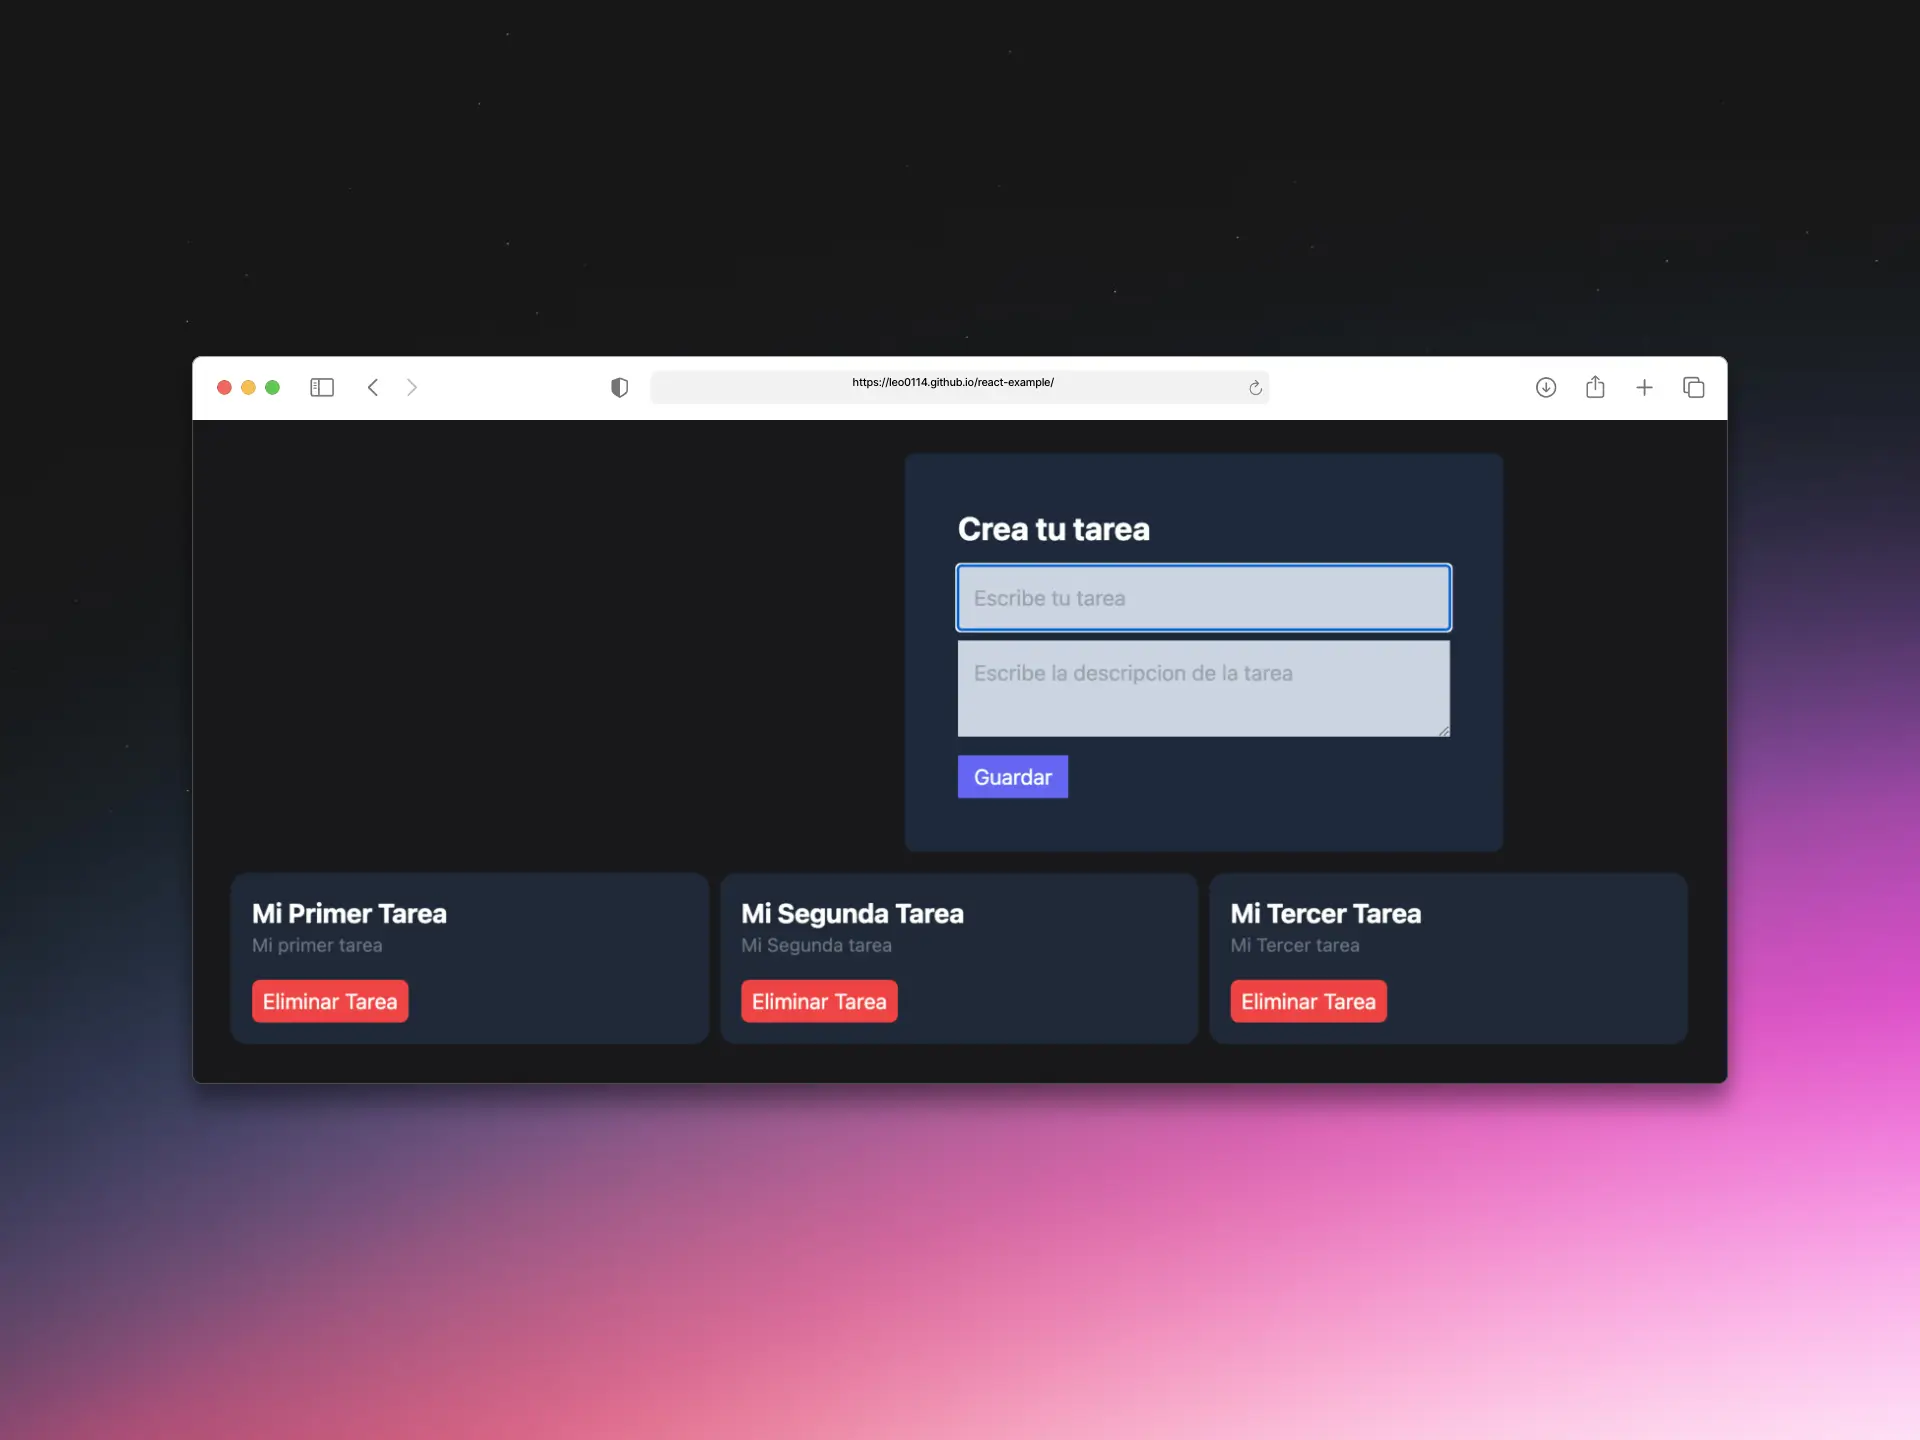 https://leo0114.github.io/react-example/
Crea tu tarea
Escribe tu tarea
Escribe la descripcion de la tarea
Guardar
Mi Primer Tarea
Mi primer tarea
Eliminar Tarea
Mi Segunda Tarea
Mi Segunda tarea
Eliminar Tarea
Mi Tercer Tarea
Mi Tercer tarea
Eliminar Tarea